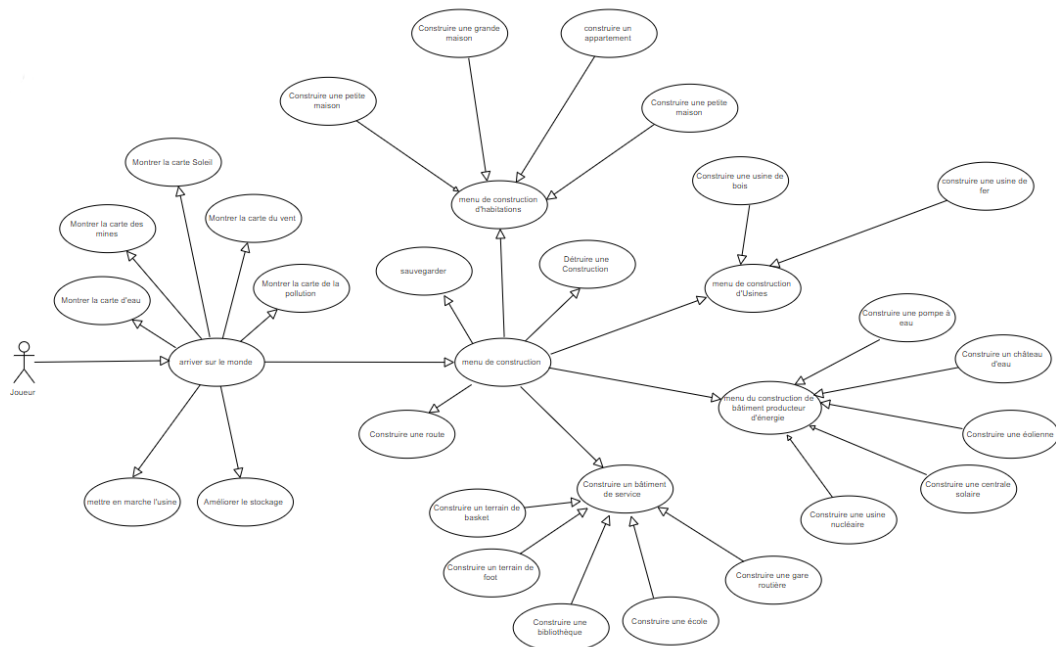 Construire une grande
maison
construire un
appartement
Construire une petite
maison
Construire une petite
maison
Montrer la carte Soleil
Construire une usine de
bois
construire une usine de
fer
menu de construction
d'habitations
Montrer la carte du vent
Montrer la carte des
mines
Détruire une
Construction
sauvegarder
Montrer la carte de la
pollution
menu de construction
d'Usines
Montrer la carte d'eau
Construire une pompe à
eau
Joueur
arriver sur le monde
menu de construction
Construire un château
d'eau
menu du construction de
bâtiment producteur
d'énergie
Construire une route
Construire une éolienne
Construire un bâtiment
de service
Construire une centrale
solaire
mettre en marche l'usine
Améliorer le stockage
Construire un terrain de
basket
Construire une usine
nucléaire
Construire un terrain de
foot
Construire une gare
routière
Construire une
bibliothèque
Construire une école